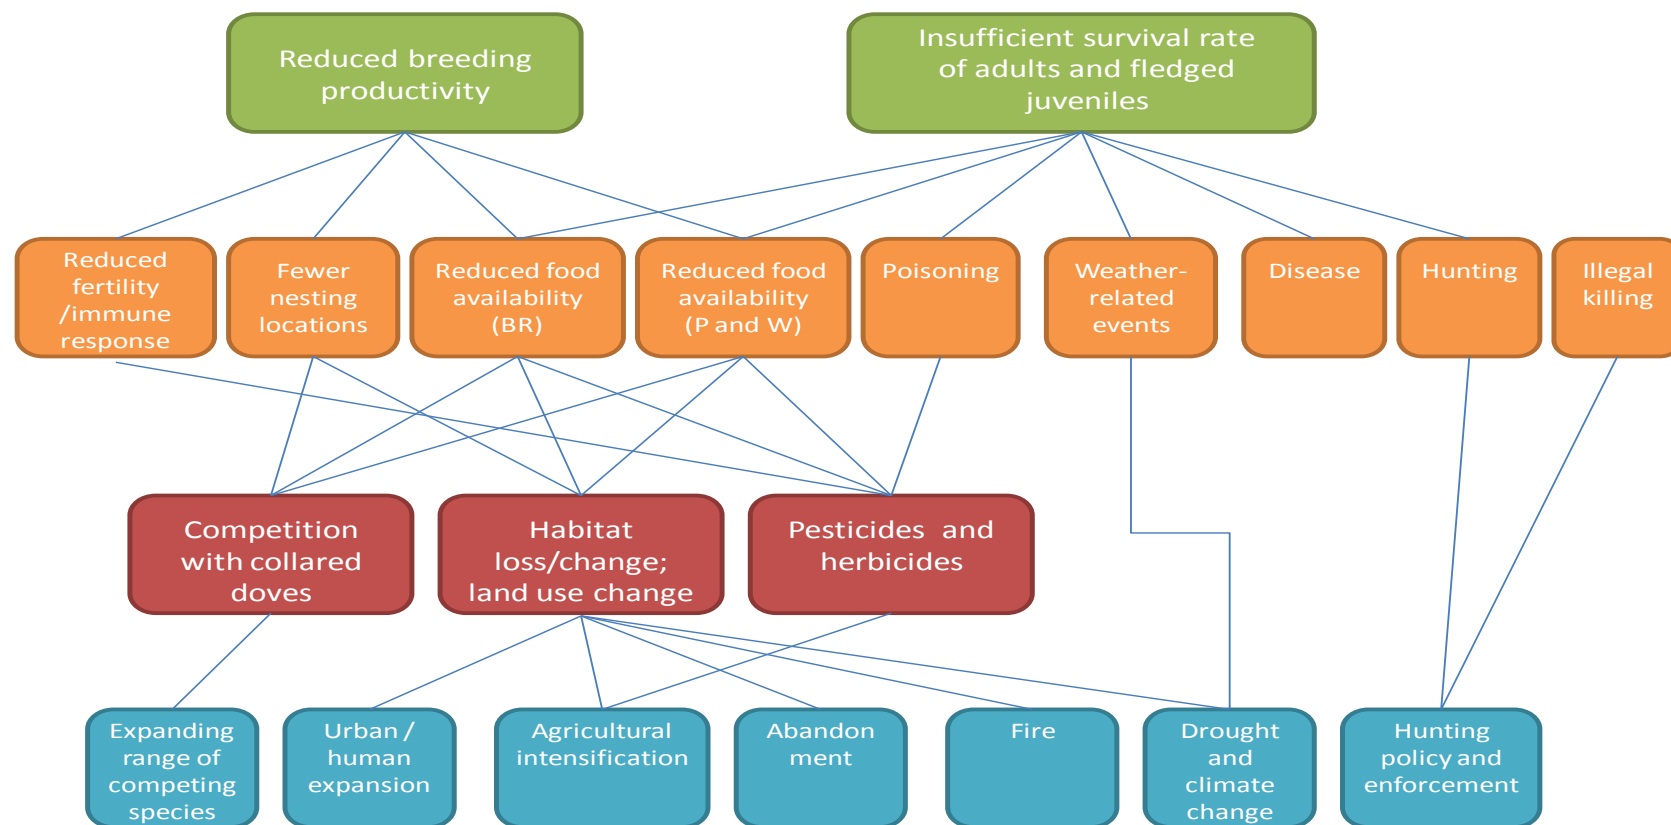 Reduced breeding
productivity
Insufficient survival rate
of adults and fledged
juveniles
Reduced
fertility
/immune
response
Fewer
nesting
locations
Reduced food
availability
(BR)
Reduced food
availability
(P and W)
Poisoning
Weather-
related
events
Disease
Hunting
Illegal
killing
Competition
with collared
doves
Habitat
loss/change;
land use change
Pesticides and
herbicides
Expanding
range of
competing
species
Urban /
human
expansion
Agricultural
intensification
Abandon
ment
Fire
Drought
and
climate
change
Hunting
policy and
enforcement